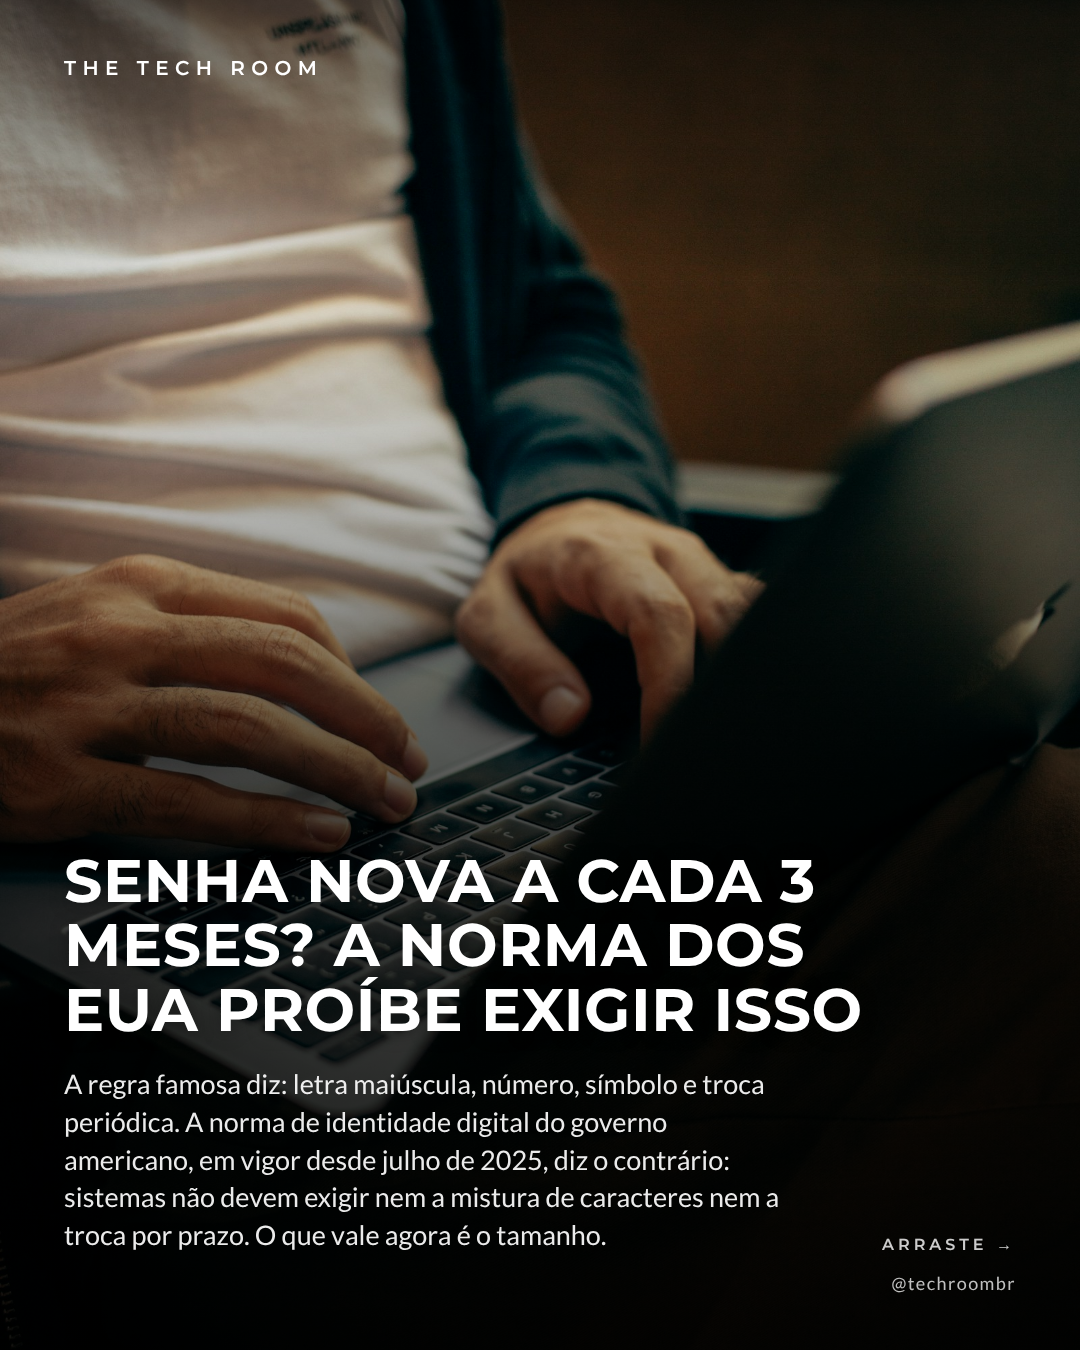 THE TECH ROOM
SENHA NOVA A CADA 3
MESES? A NORMA DOS
EUA PROÍBE EXIGIR ISSO
A regra famosa diz: letra maiúscula, número, símbolo e troca
periódica. A norma de identidade digital do governo
americano, em vigor desde julho de 2025, diz o contrário:
sistemas não devem exigir nem a mistura de caracteres nem a
troca por prazo. O que vale agora é o tamanho.
ARRASTE →
@techroombr